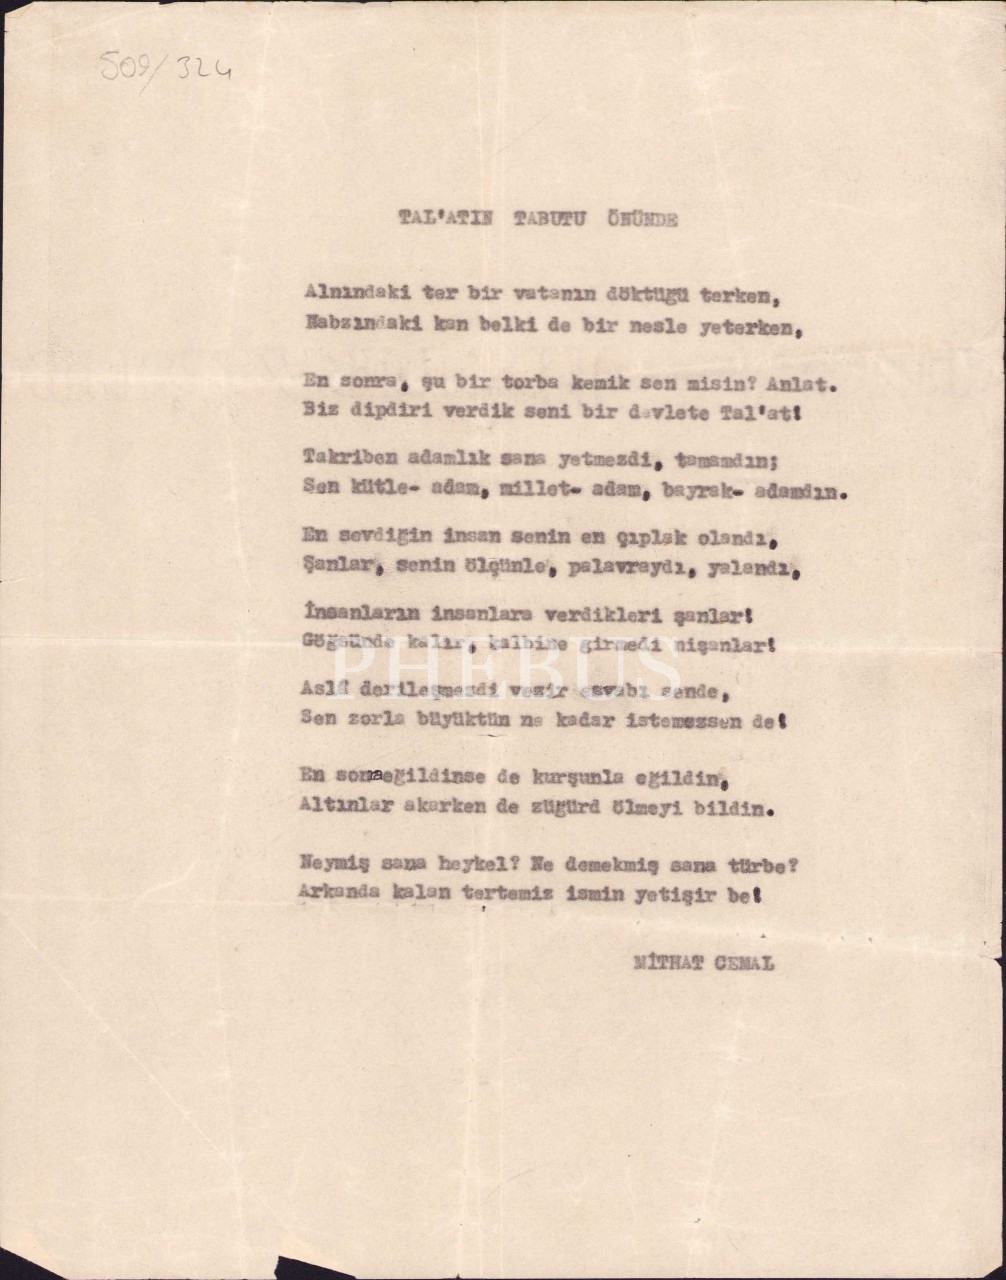 509/324
TAL'ATIN TABUTU ÖNÜNDE
Alnındaki ter bir vatanın döktüğü terken,
Nabzındaki kan belki de bir nesle yeterken,
En sonra, şu bir torba kemik sen misin? Anlat.
Biz dipdiri verdik seni bir devlete Tal'at!
Takriben adamlık sana yetmezdi, tamamdın;
Sen kütle- adam, millet- adam, bayrak- adamdın.
En sevdiğin insan senin en çıplak olandı,
Şanlar, senin ölçünle, palavraydı, yalandı,
İnsanların insanlara verdikleri şanlar!
Göğsünde kalır, kalbine girmedi nişanlar!
PHEBUS
Aslâ derileşmezdi vezir esvabı sende,
Sen zorla büyüktün ne kadar istemezsen de!
En sonra eğildinse de kurşunla eğildin,
Altınlar akarken de züğürd ölmeyi bildin.
Neymiş sana heykel? Ne demekmiş sana türbe?
Arkanda kalan tertemiz ismin yetişir be!
MİTHAT CEMAL